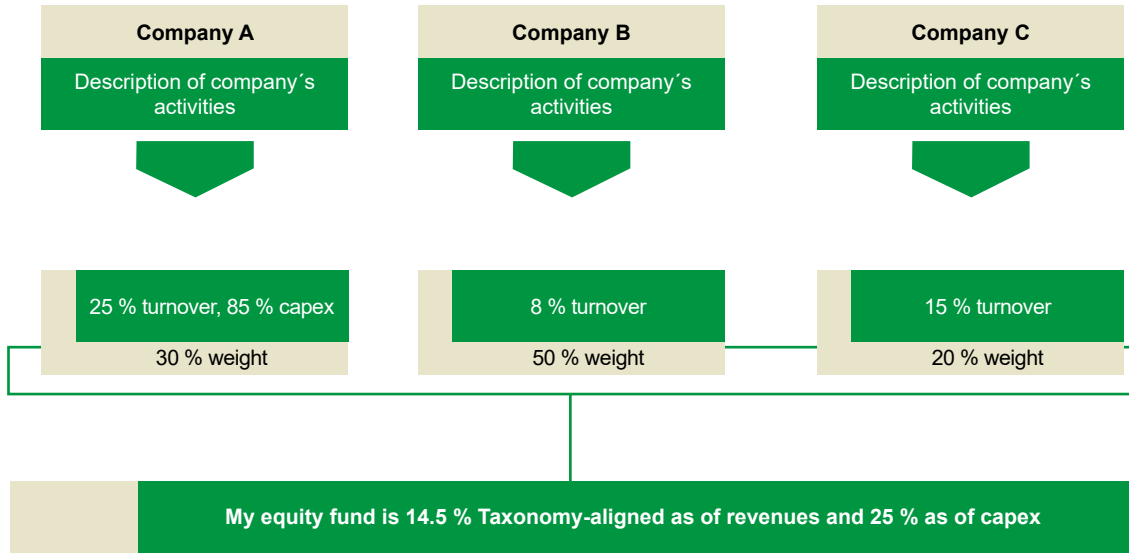 Company A
Company B
Company C
Description of company´s
activities
Description of company´s
activities
Description of company´s
activities
25 % turnover, 85 % capex
8 % turnover
15 % turnover
30 % weight
50 % weight
20 % weight
My equity fund is 14.5 % Taxonomy-aligned as of revenues and 25 % as of capex